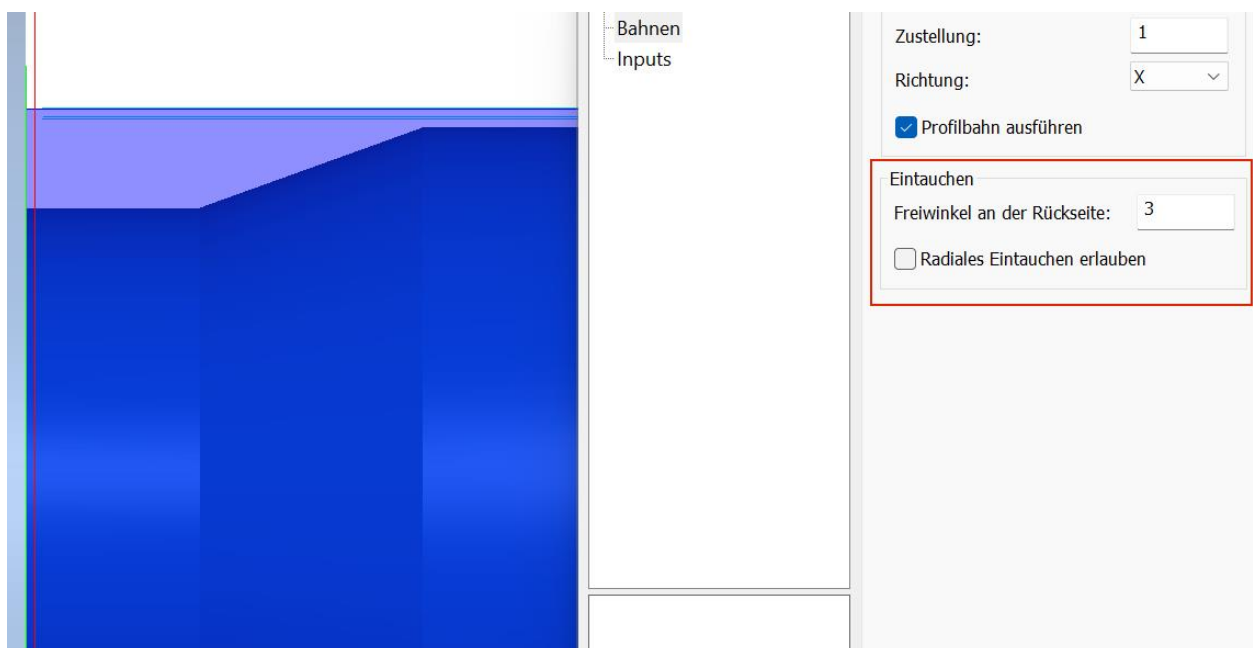 Bahnen
Inputs
Zustellung: 1
Richtung: X
Profilbahn ausführen
Eintauchen
Freiwinkel an der Rückseite: 3
Radiales Eintauchen erlauben